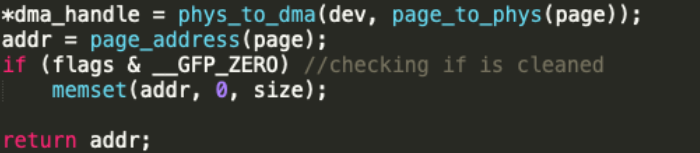 *dma_handle = phys_to_dma(dev, page_to_phys(page));
addr = page_address(page);
if (flags & __GFP_ZERO) //checking if is cleaned
memset(addr, 0, size);
return addr;